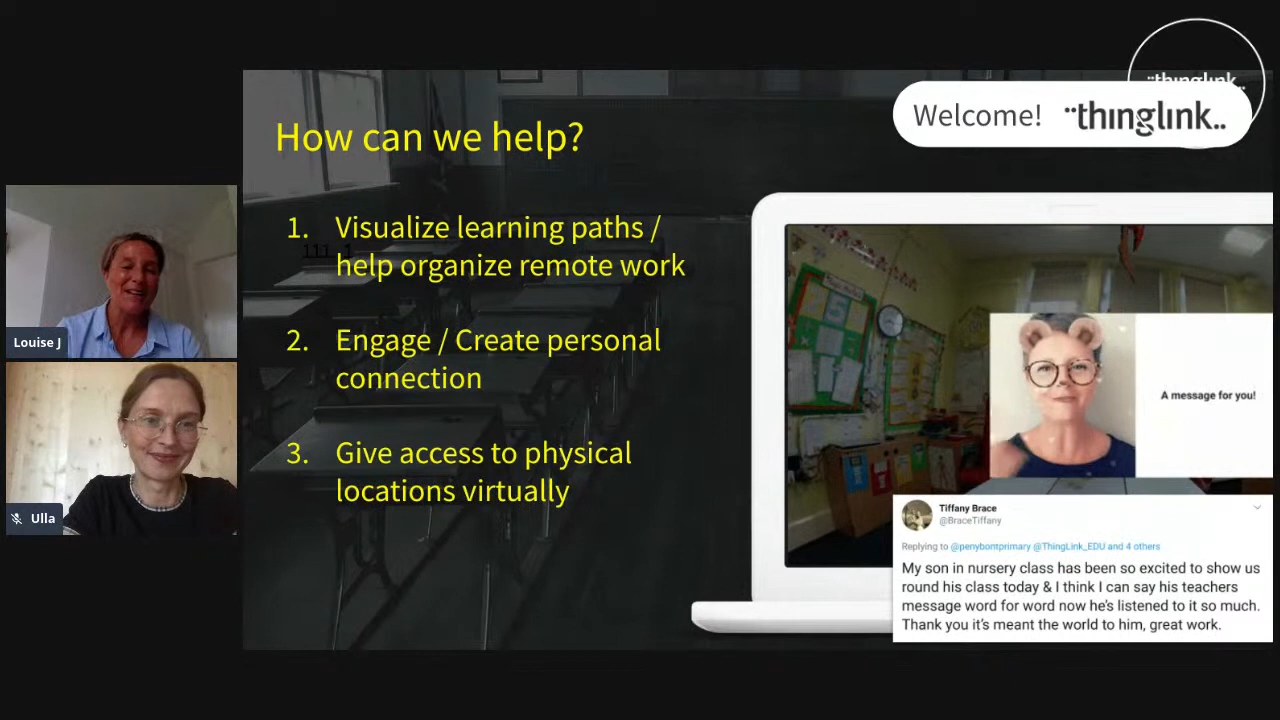 ¨thinglink..
Welcome! ¨thinglink..
How can we help?
1. Visualize learning paths /
help organize remote work
2. Engage / Create personal
connection
3. Give access to physical
locations virtually
Louise J
Ulla
A message for you!
Tiffany Brace
@BraceTiffany
Replying to @penybontprimary @ThingLink_EDU and 4 others
My son in nursery class has been so excited to show us
round his class today & I think I can say his teachers
message word for word now he's listened to it so much.
Thank you it's meant the world to him, great work.